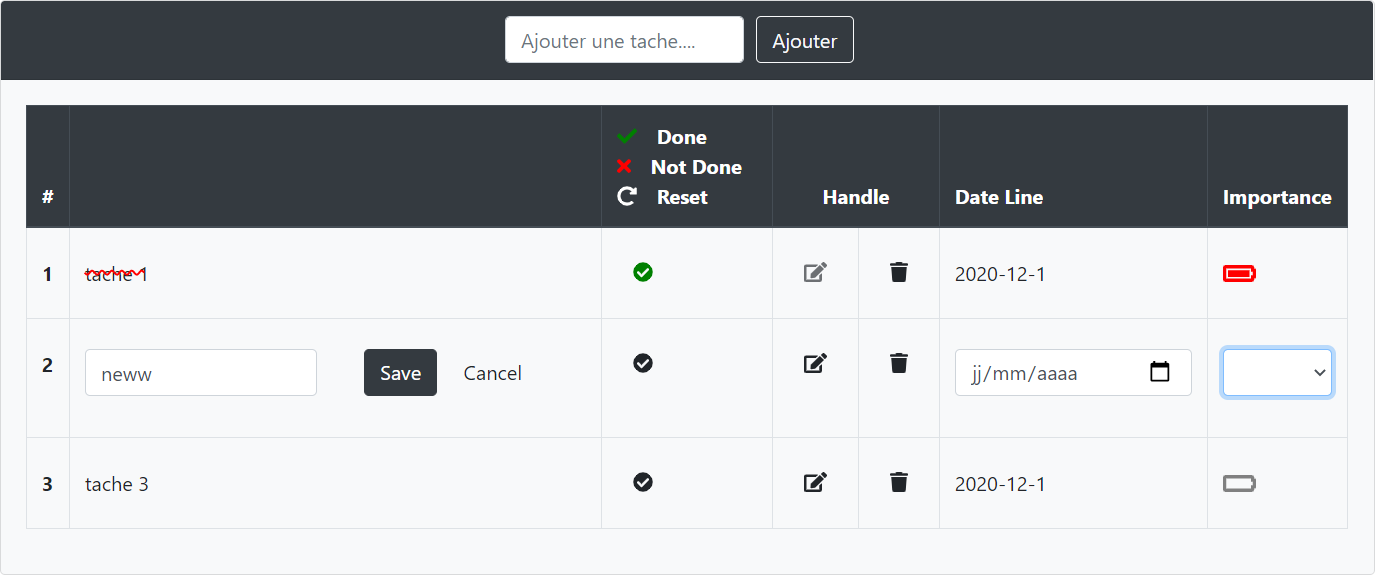 Ajouter une tache....
Ajouter
Done
Not Done
# Reset Handle Date Line Importance
1 tache 1 2020-12-1
2 neww Save Cancel jj/mm/aaaa
3 tache 3 2020-12-1